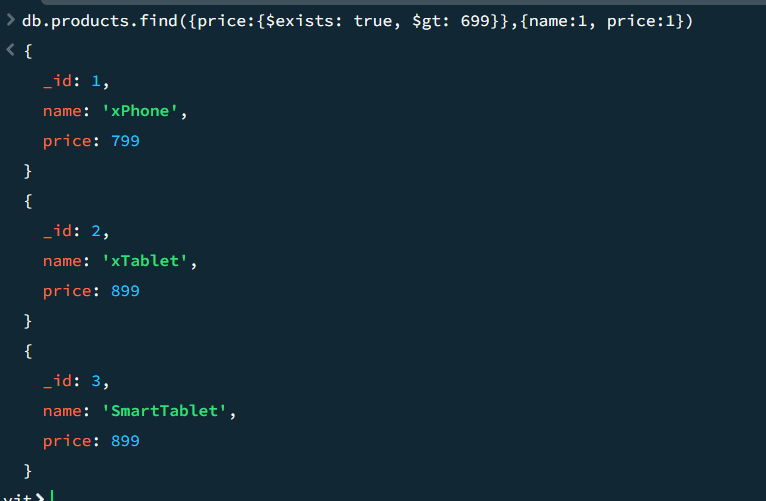 > db.products.find({price:{$exists: true, $gt: 699}},{name:1, price:1})
< {
_id: 1,
name: 'xPhone',
price: 799
}
{
_id: 2,
name: 'xTablet',
price: 899
}
{
_id: 3,
name: 'SmartTablet',
price: 899
}